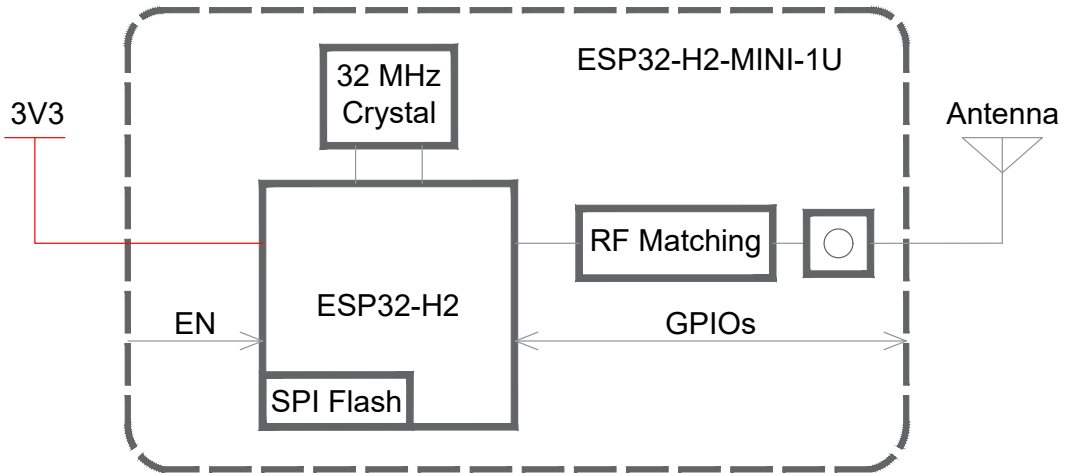 ESP32-H2-MINI-1U
32 MHz
Crystal
3V3
Antenna
RF Matching
ESP32-H2
EN
GPIOs
SPI Flash